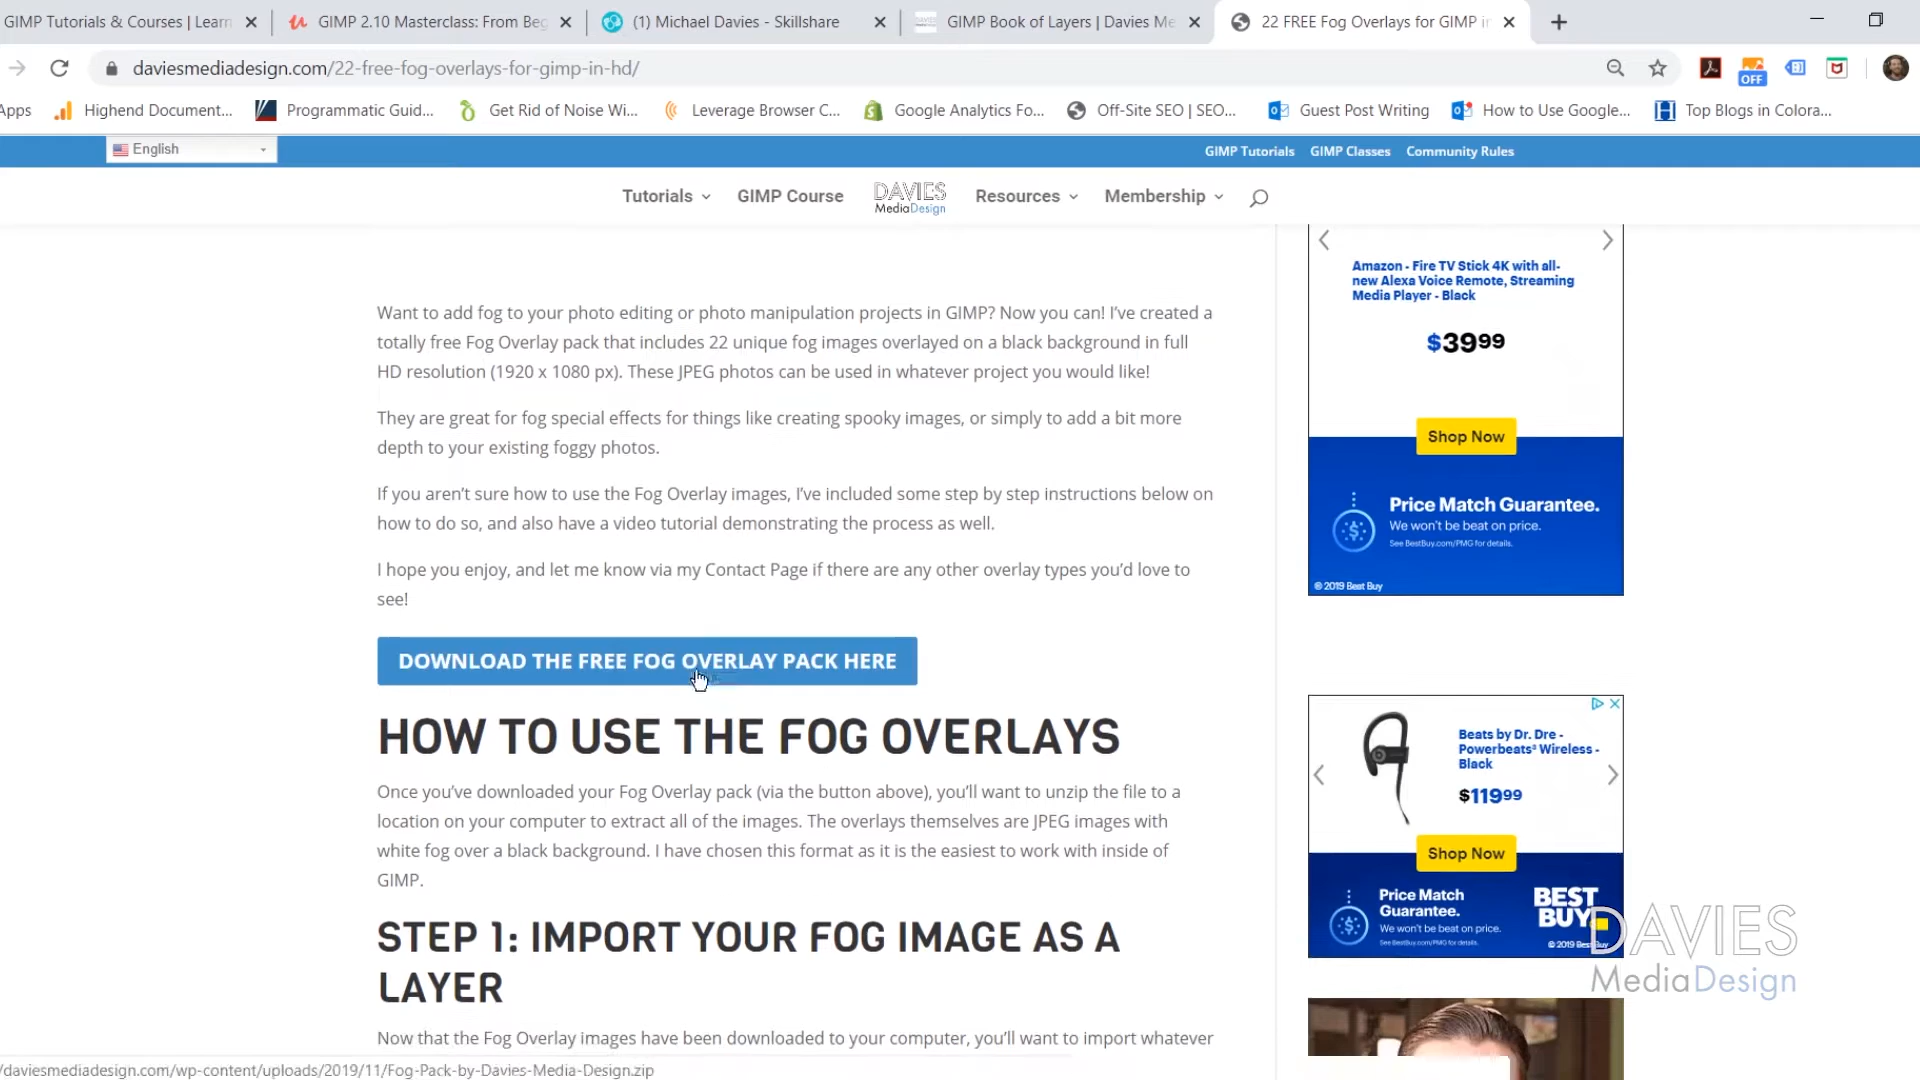 GIMP Tutorials & Courses | Learn
GIMP 2.10 Masterclass: From Beg
(1) Michael Davies - Skillshare
GIMP Book of Layers | Davies Me
22 FREE Fog Overlays for GIMP in
daviesmediadesign.com/22-free-fog-overlays-for-gimp-in-hd/
OFF
Apps
Highend Document...
Programmatic Guid...
Get Rid of Noise Wi...
Leverage Browser C...
Google Analytics Fo...
Off-Site SEO | SEO...
Guest Post Writing
How to Use Google...
Top Blogs in Colora...
English
GIMP Tutorials
GIMP Classes
Community Rules
Tutorials
GIMP Course
DAVIES
MediaDesign
Resources
Membership
Want to add fog to your photo editing or photo manipulation projects in GIMP? Now you can! I've created a
totally free Fog Overlay pack that includes 22 unique fog images overlayed on a black background in full
HD resolution (1920 x 1080 px). These JPEG photos can be used in whatever project you would like!
They are great for fog special effects for things like creating spooky images, or simply to add a bit more
depth to your existing foggy photos.
If you aren't sure how to use the Fog Overlay images, I've included some step by step instructions below on
how to do so, and also have a video tutorial demonstrating the process as well.
I hope you enjoy, and let me know via my Contact Page if there are any other overlay types you'd love to
see!
DOWNLOAD THE FREE FOG OVERLAY PACK HERE
HOW TO USE THE FOG OVERLAYS
Once you've downloaded your Fog Overlay pack (via the button above), you'll want to unzip the file to a
location on your computer to extract all of the images. The overlays themselves are JPEG images with
white fog over a black background. I have chosen this format as it is the easiest to work with inside of
GIMP.
STEP 1: IMPORT YOUR FOG IMAGE AS A
LAYER
Now that the Fog Overlay images have been downloaded to your computer, you'll want to import whatever
/daviesmediadesign.com/wp-content/uploads/2019/11/Fog-Pack-by-Davies-Media-Design.zip
Amazon - Fire TV Stick 4K with all-
new Alexa Voice Remote, Streaming
Media Player - Black
$3999
Shop Now
Price Match Guarantee.
We won't be beat on price.
See BestBuy.com/PMG for details.
© 2019 Best Buy
Beats by Dr. Dre -
Powerbeats³ Wireless -
Black
$11999
Shop Now
Price Match
Guarantee.
We won't be beat on price.
See BestBuy.com/PMG for details.
BEST
BUY
© 2019 Best Buy
DAVIES
MediaDesign